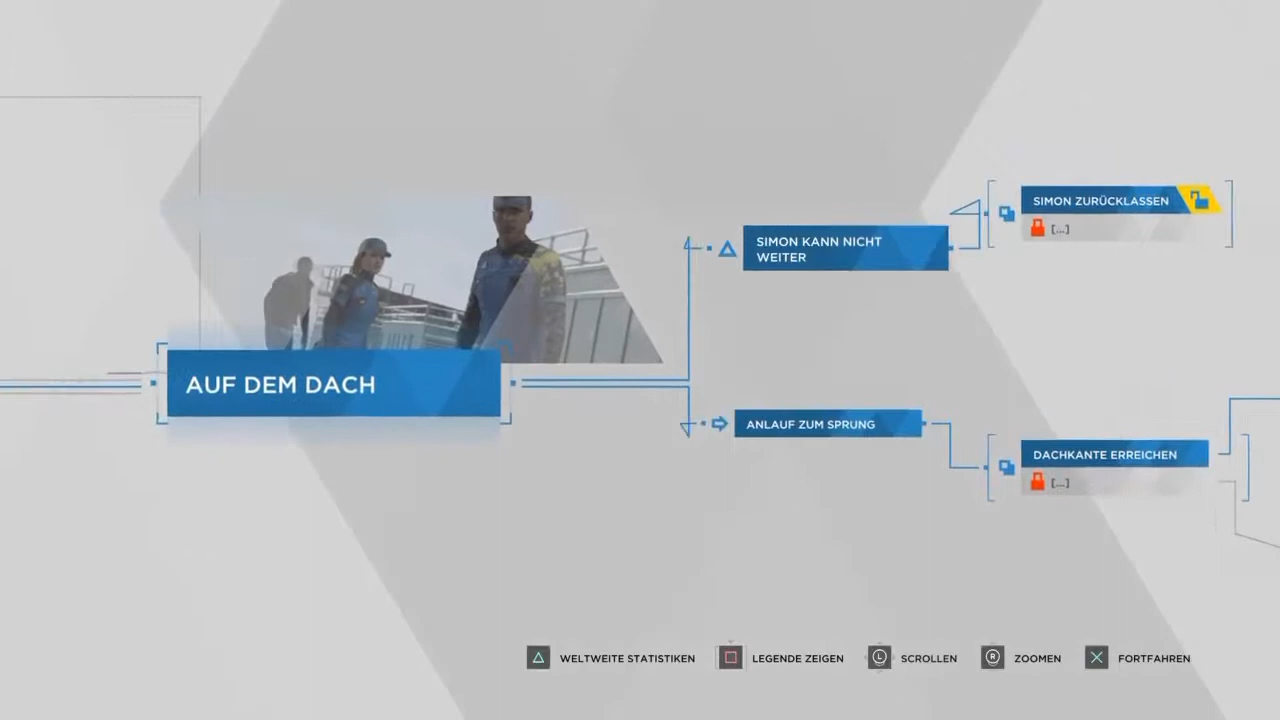 SIMON ZURÜCKLASSEN
[...]
SIMON KANN NICHT
WEITER
AUF DEM DACH
ANLAUF ZUM SPRUNG
DACHKANTE ERREICHEN
[...]
WELTWEITE STATISTIKEN
LEGENDE ZEIGEN
L SCROLLEN
R ZOOMEN
FORTFAHREN